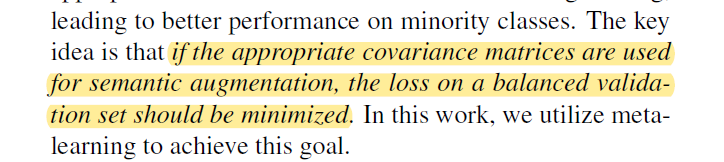 leading to better performance on minority classes. The key
idea is that if the appropriate covariance matrices are used
for semantic augmentation, the loss on a balanced valida-
tion set should be minimized. In this work, we utilize meta-
learning to achieve this goal.